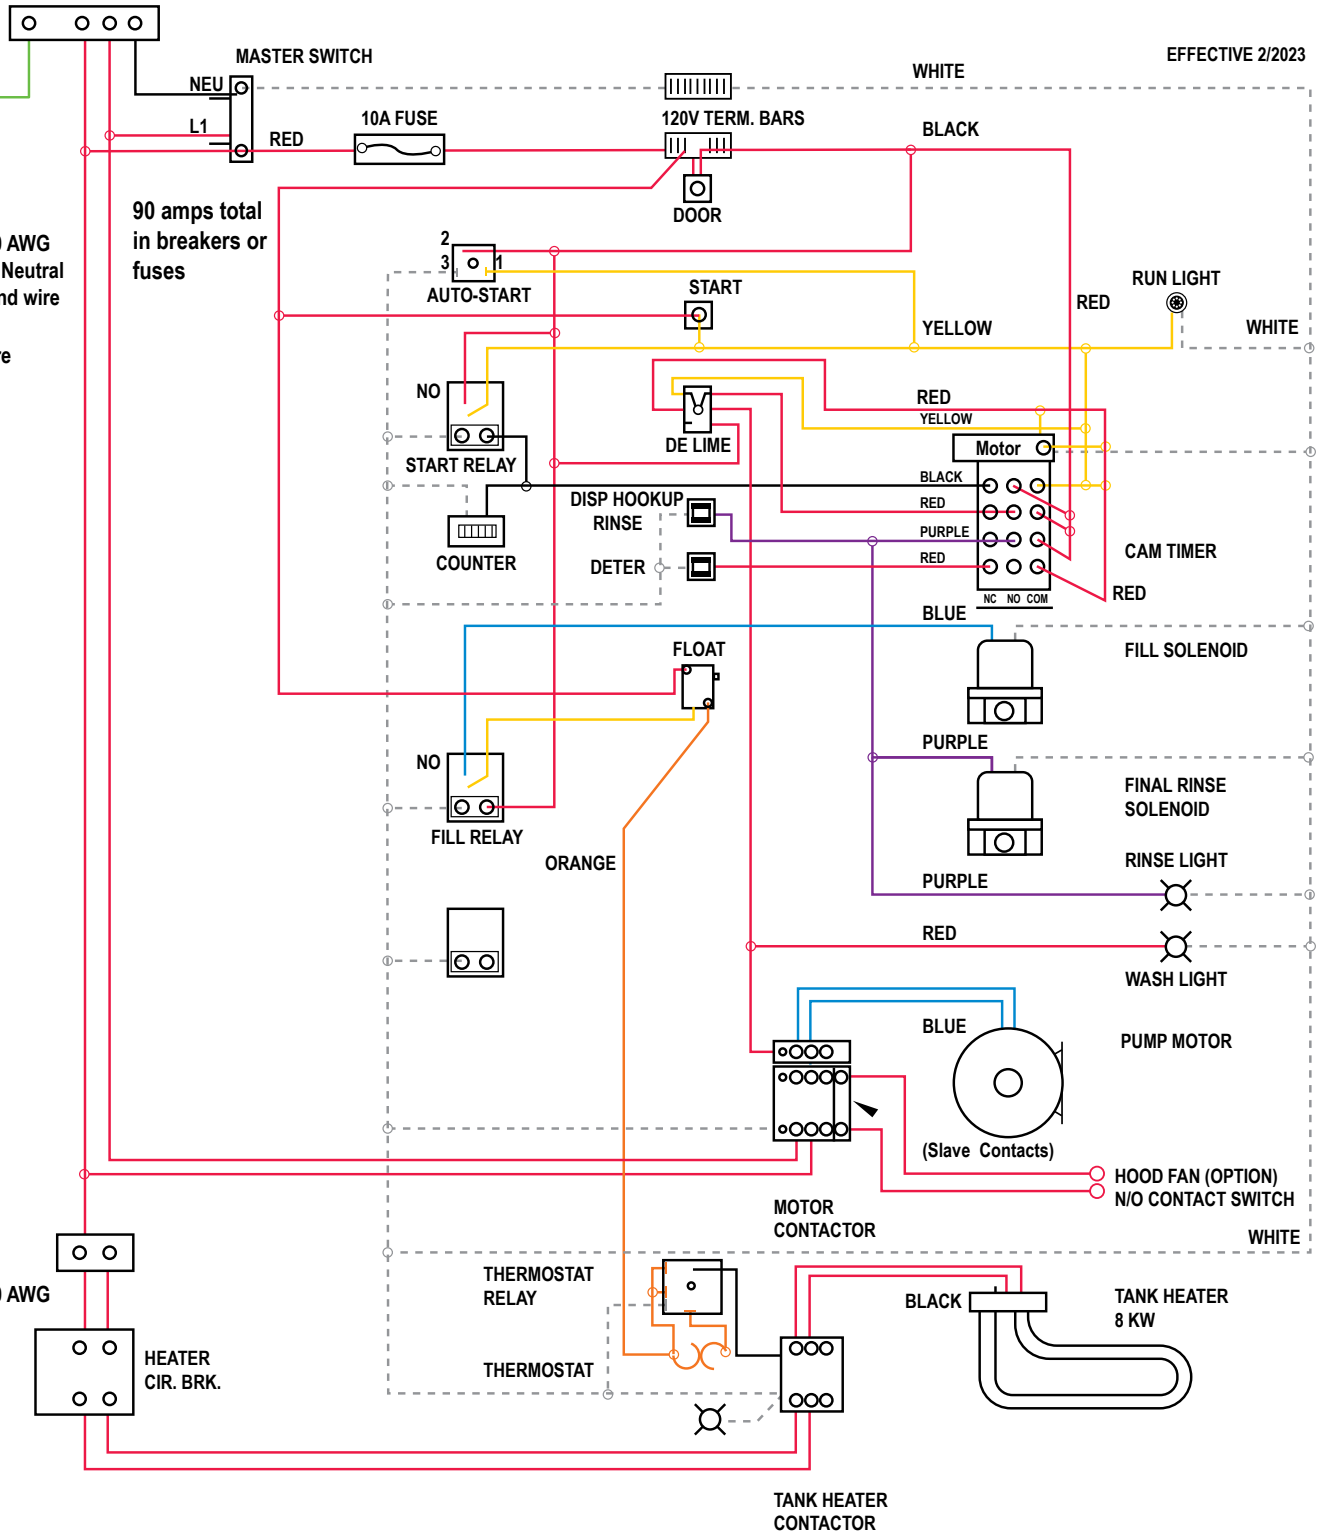 MASTER SWITCH
EFFECTIVE 2/2023
NEU
WHITE
L1
10A FUSE
120V TERM. BARS
RED
BLACK
90 amps total
in breakers or
fuses
DOOR
AWG
Neutral
nd wire
re
2
3
1
AUTO-START
START
RUN LIGHT
RED
YELLOW
WHITE
NO
RED
YELLOW
DE LIME
Motor
START RELAY
BLACK
DISP HOOKUP
RINSE
RED
PURPLE
COUNTER
DETER
RED
CAM TIMER
NC NO COM
RED
BLUE
FLOAT
FILL SOLENOID
PURPLE
NO
FINAL RINSE
SOLENOID
FILL RELAY
ORANGE
RINSE LIGHT
PURPLE
RED
WASH LIGHT
BLUE
PUMP MOTOR
(Slave Contacts)
HOOD FAN (OPTION)
N/O CONTACT SWITCH
MOTOR
CONTACTOR
WHITE
THERMOSTAT
RELAY
AWG
BLACK
TANK HEATER
8 KW
HEATER
CIR. BRK.
THERMOSTAT
TANK HEATER
CONTACTOR